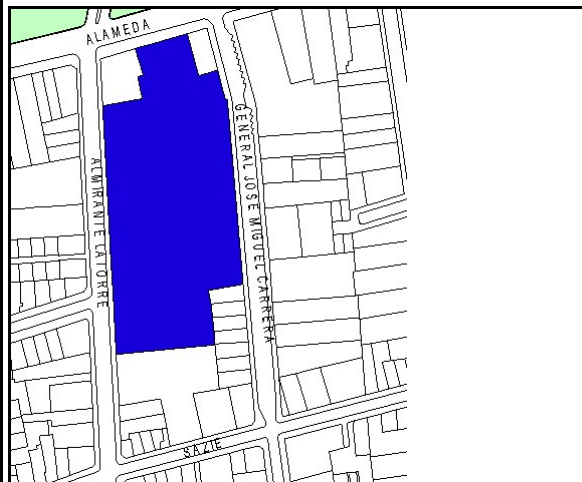 ALAMEDA
ALMIRANTE LATORRE
GENERAL JOSE MIGUEL CARRERA
SAZIE